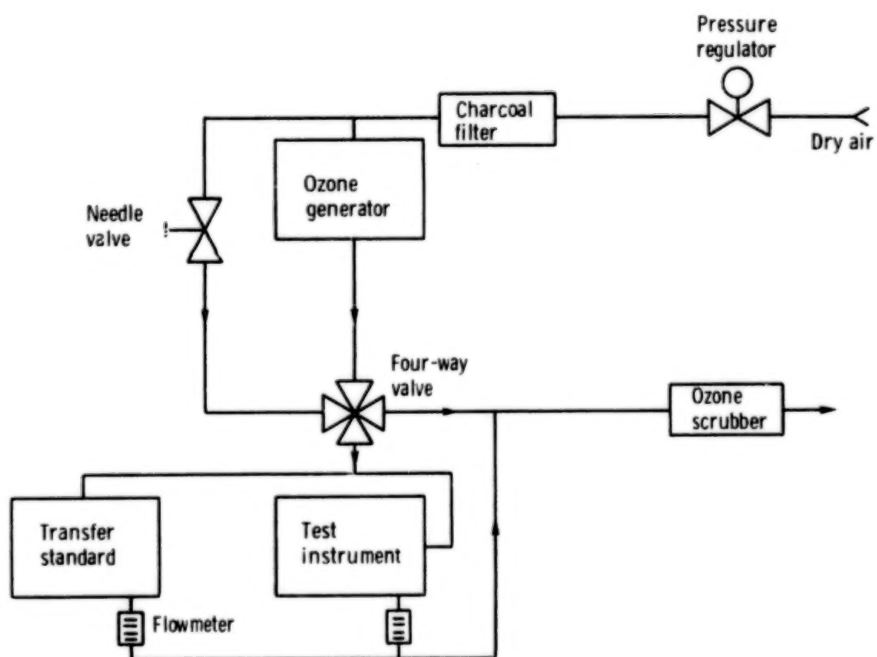 Pressure
regulator
Charcoal
filter
Dry air
Ozone
generator
Needle
valve
Four-way
valve
Ozone
scrubber
Transfer
standard
Test
instrument
Flowmeter